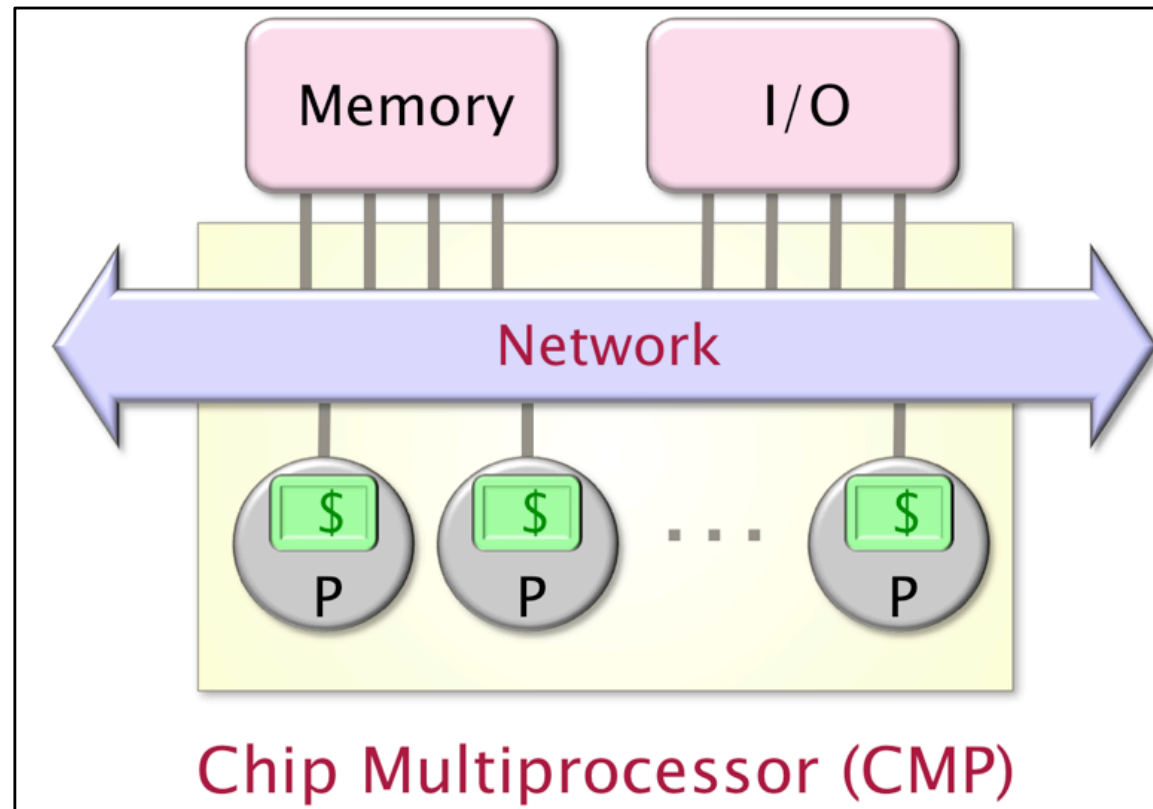 Memory
I/O
Network
$ $ $
. . .
P P P
Chip Multiprocessor (CMP)